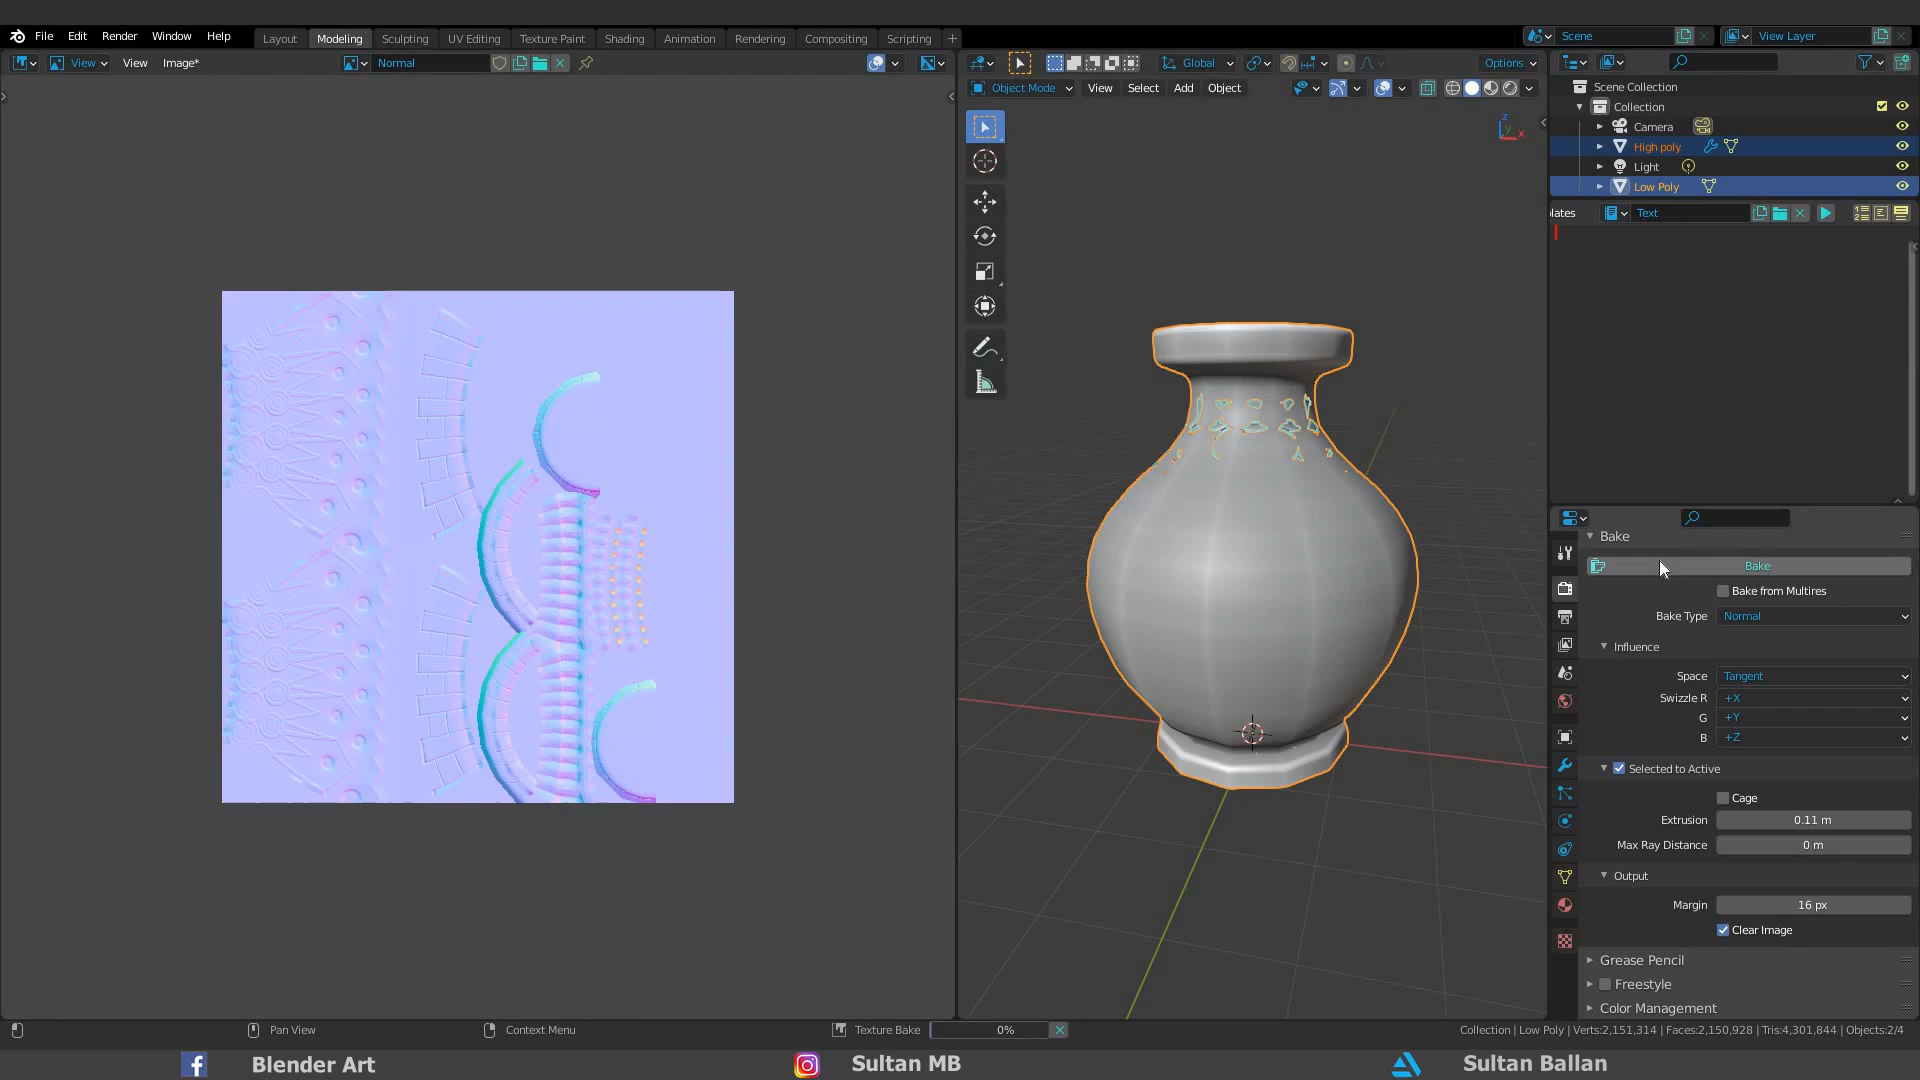 File Edit Render Window Help Layout Modeling Sculpting UV Editing Texture Paint Shading Animation Rendering Compositing Scripting + Scene View Layer
View View Image* Normal Global Options
Object Mode View Select Add Object
Scene Collection
Collection
Camera
High poly
Light
Low Poly
lates Text
Z
Y
X
Bake
Bake
Bake from Multires
Bake Type Normal
Influence
Space Tangent
Swizzle R +X
G +Y
B +Z
Selected to Active
Cage
Extrusion 0.11 m
Max Ray Distance 0 m
Output
Margin 16 px
Clear Image
Grease Pencil
Freestyle
Color Management
Pan View Context Menu Texture Bake 0% Collection | Low Poly | Verts:2,151,314 | Faces:2,150,928 | Tris:4,301,844 | Objects:2/4
Blender Art Sultan MB Sultan Ballan